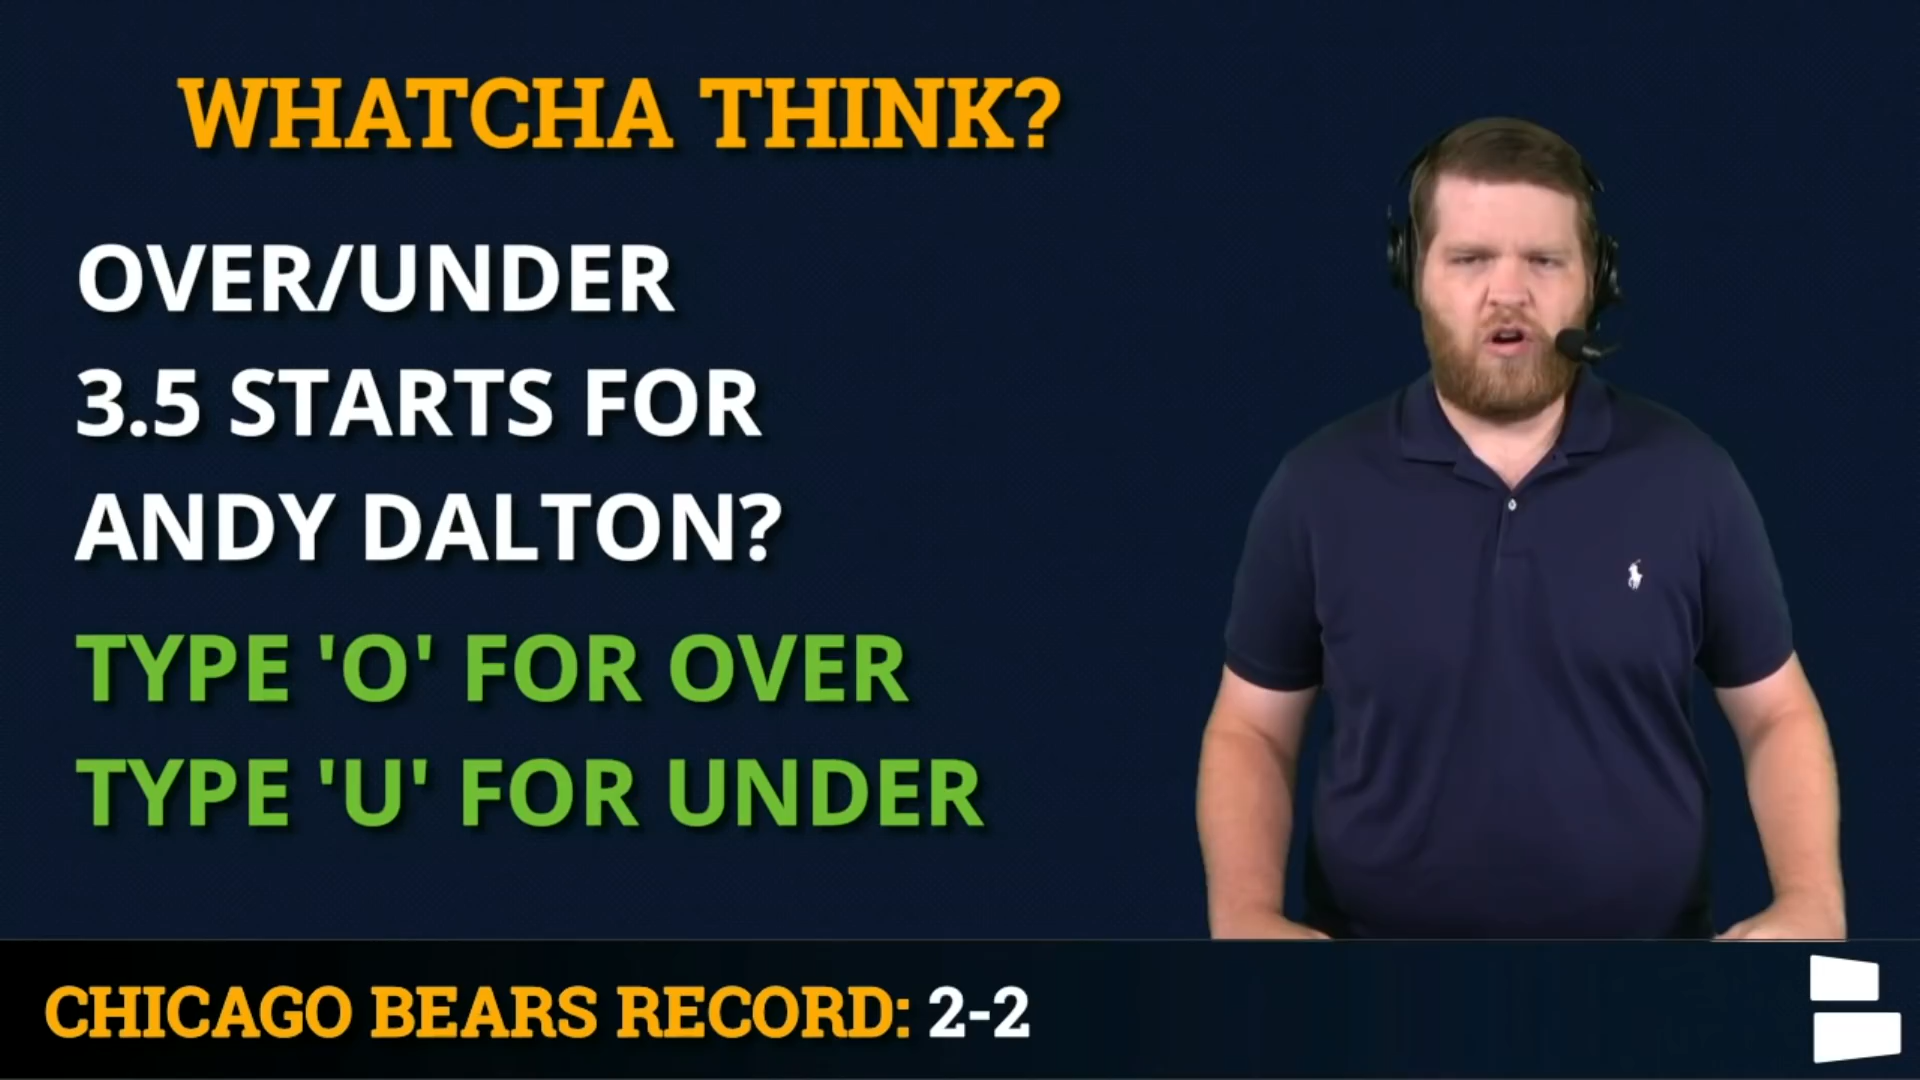 WHATCHA THINK?
OVER/UNDER
3.5 STARTS FOR
ANDY DALTON?
TYPE 'O' FOR OVER
TYPE 'U' FOR UNDER
CHICAGO BEARS RECORD: 2-2